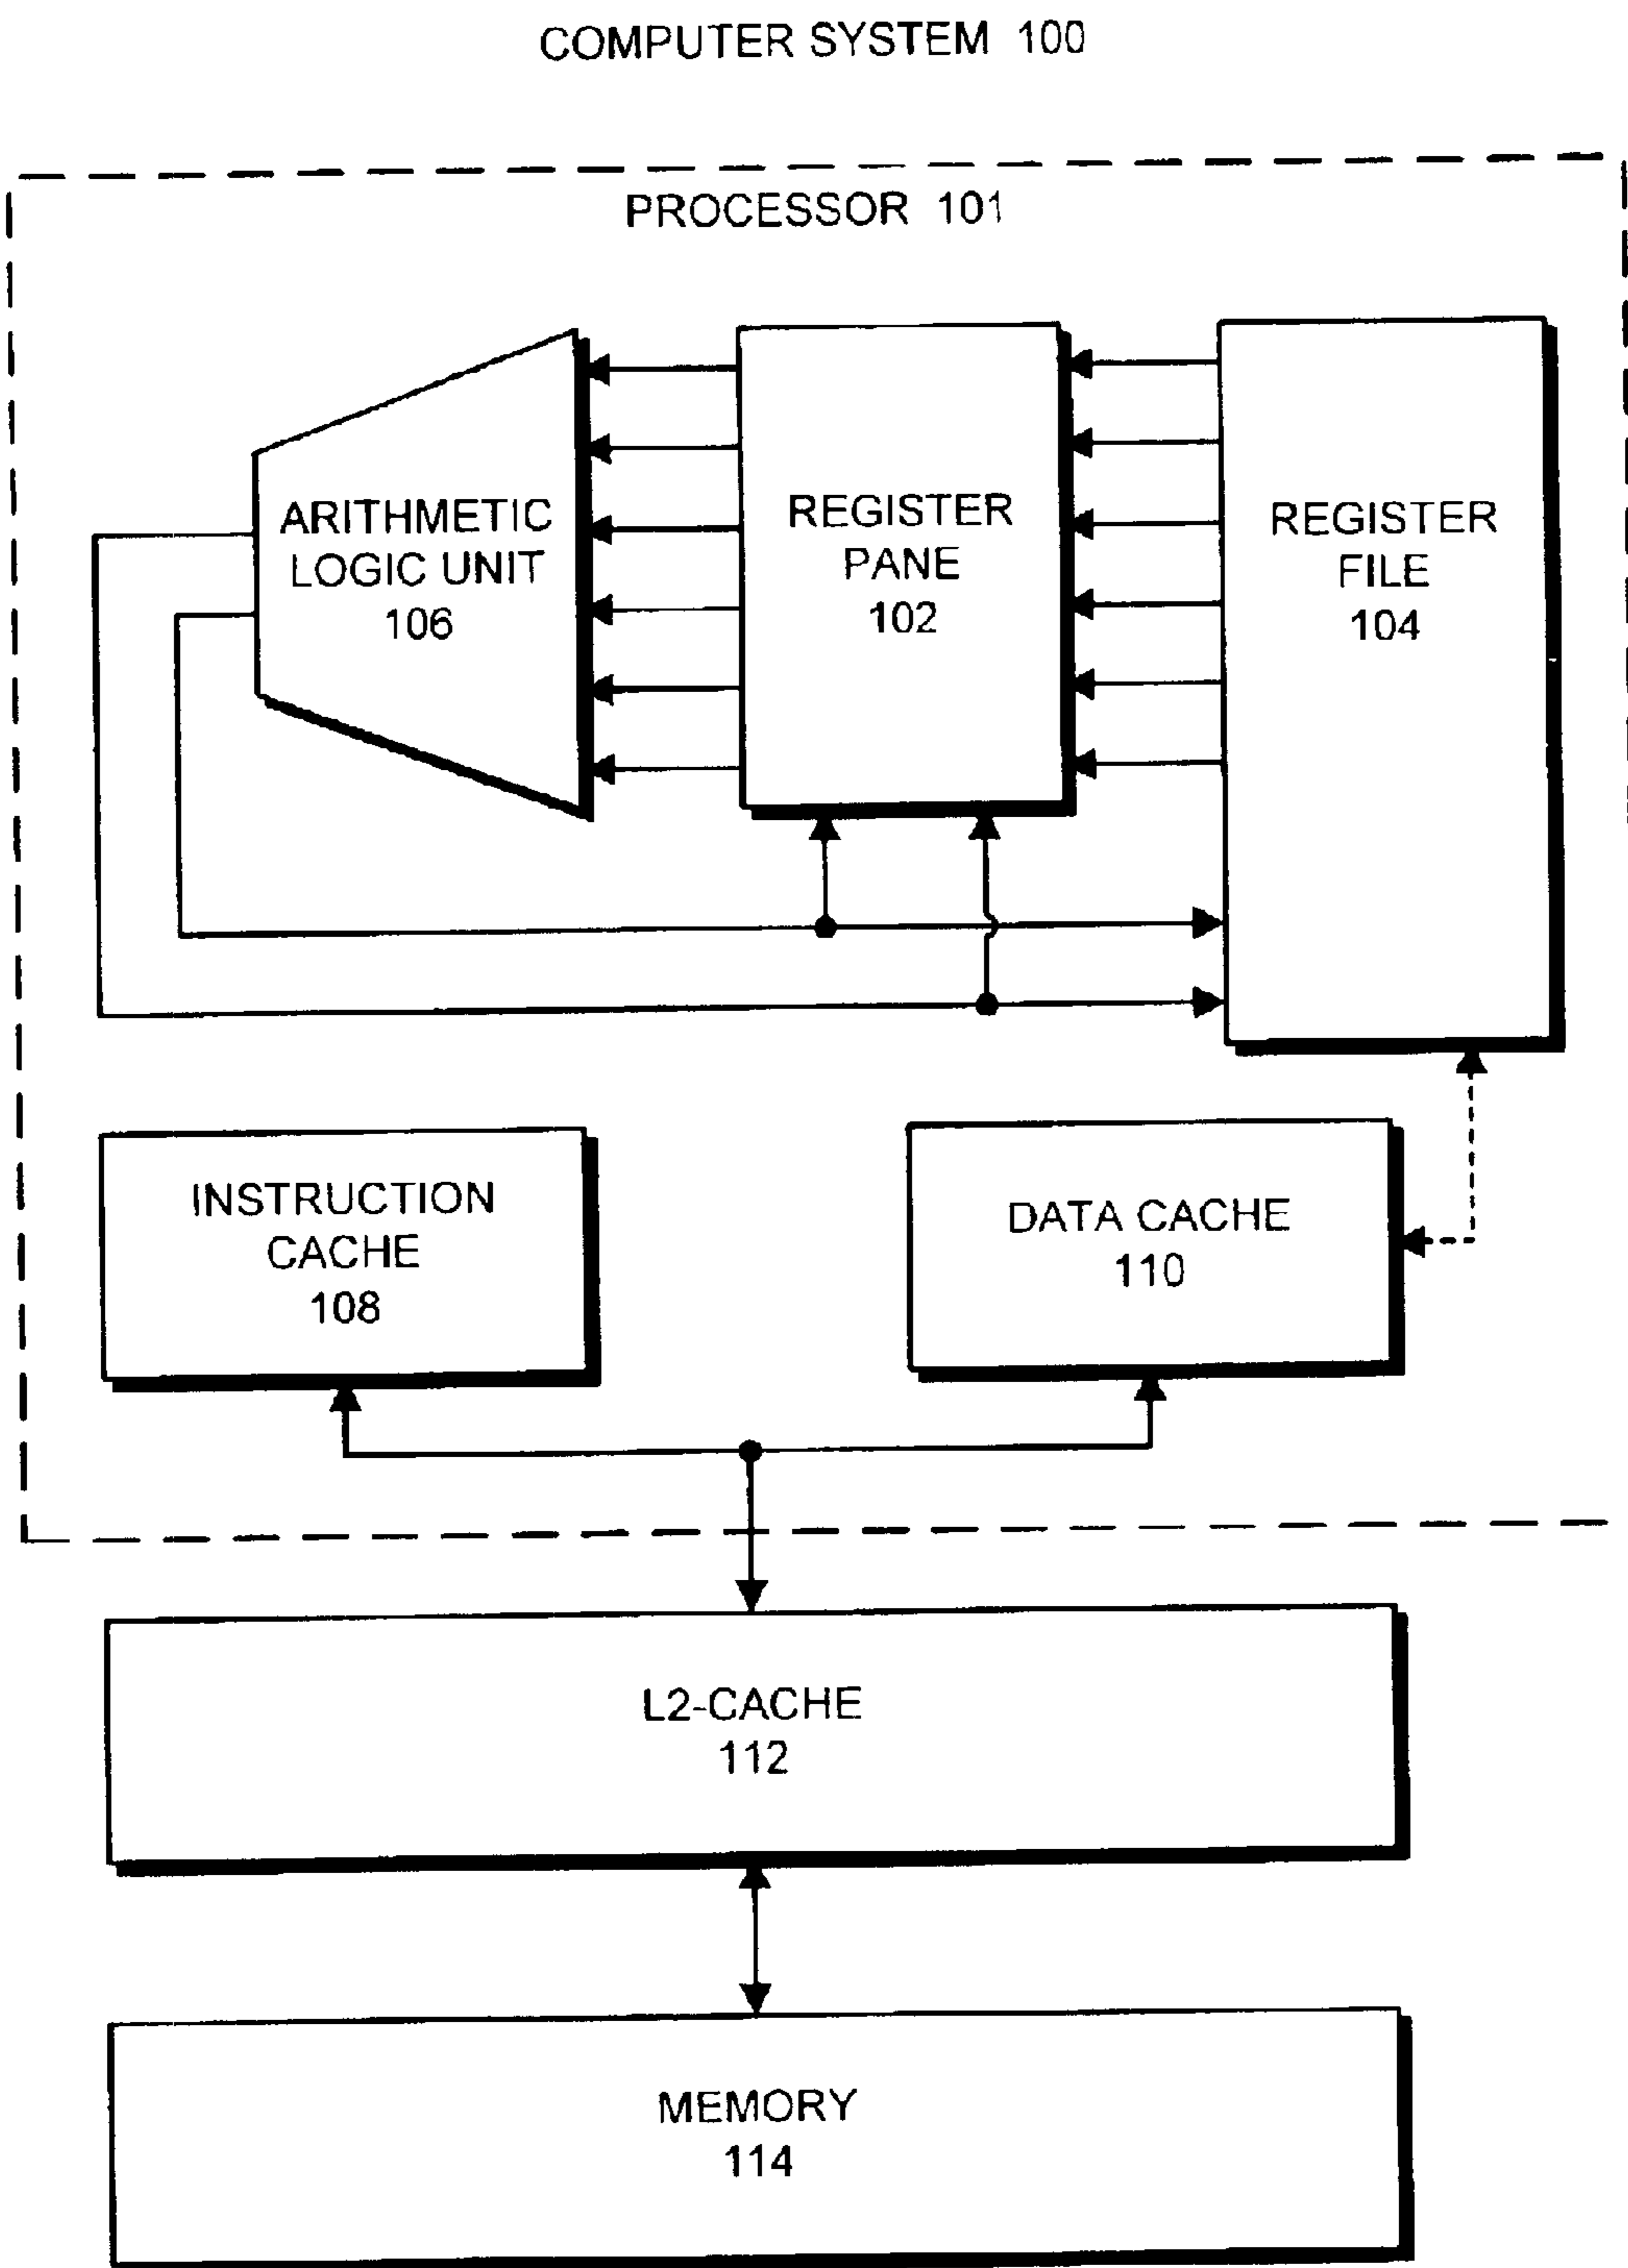 COMPUTER SYSTEM 100
PROCESSOR 101
ARITHMETIC
LOGIC UNIT
106
REGISTER
PANE
102
REGISTER
FILE
104
INSTRUCTION
CACHE
108
DATA CACHE
110
L2-CACHE
112
MEMORY
114